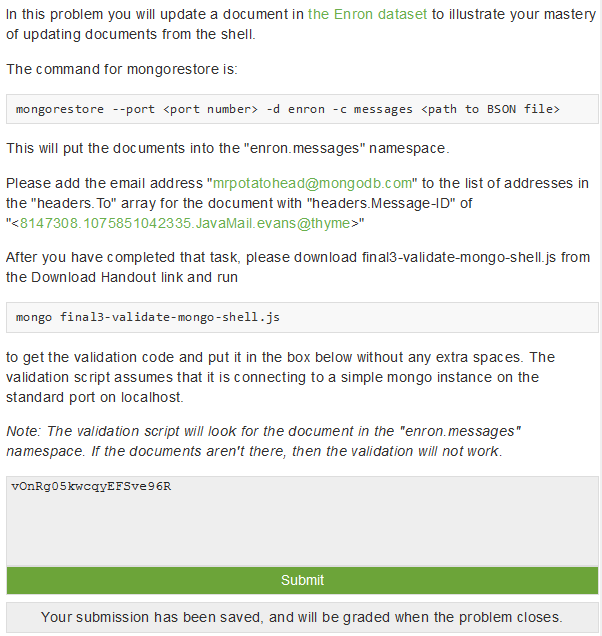 In this problem you will update a document in the Enron dataset to illustrate your mastery
of updating documents from the shell.
The command for mongorestore is:
mongorestore --port <port number> -d enron -c messages <path to BSON file>
This will put the documents into the "enron.messages" namespace.
Please add the email address "mrpotatohead@mongodb.com" to the list of addresses in
the "headers.To" array for the document with "headers.Message-ID" of
"<8147308.1075851042335.JavaMail.evans@thyme>"
After you have completed that task, please download final3-validate-mongo-shell.js from
the Download Handout link and run
mongo final3-validate-mongo-shell.js
to get the validation code and put it in the box below without any extra spaces. The
validation script assumes that it is connecting to a simple mongo instance on the
standard port on localhost.
Note: The validation script will look for the document in the "enron.messages"
namespace. If the documents aren't there, then the validation will not work.
vOnRg05kwcqyEFSve96R
Submit
Your submission has been saved, and will be graded when the problem closes.